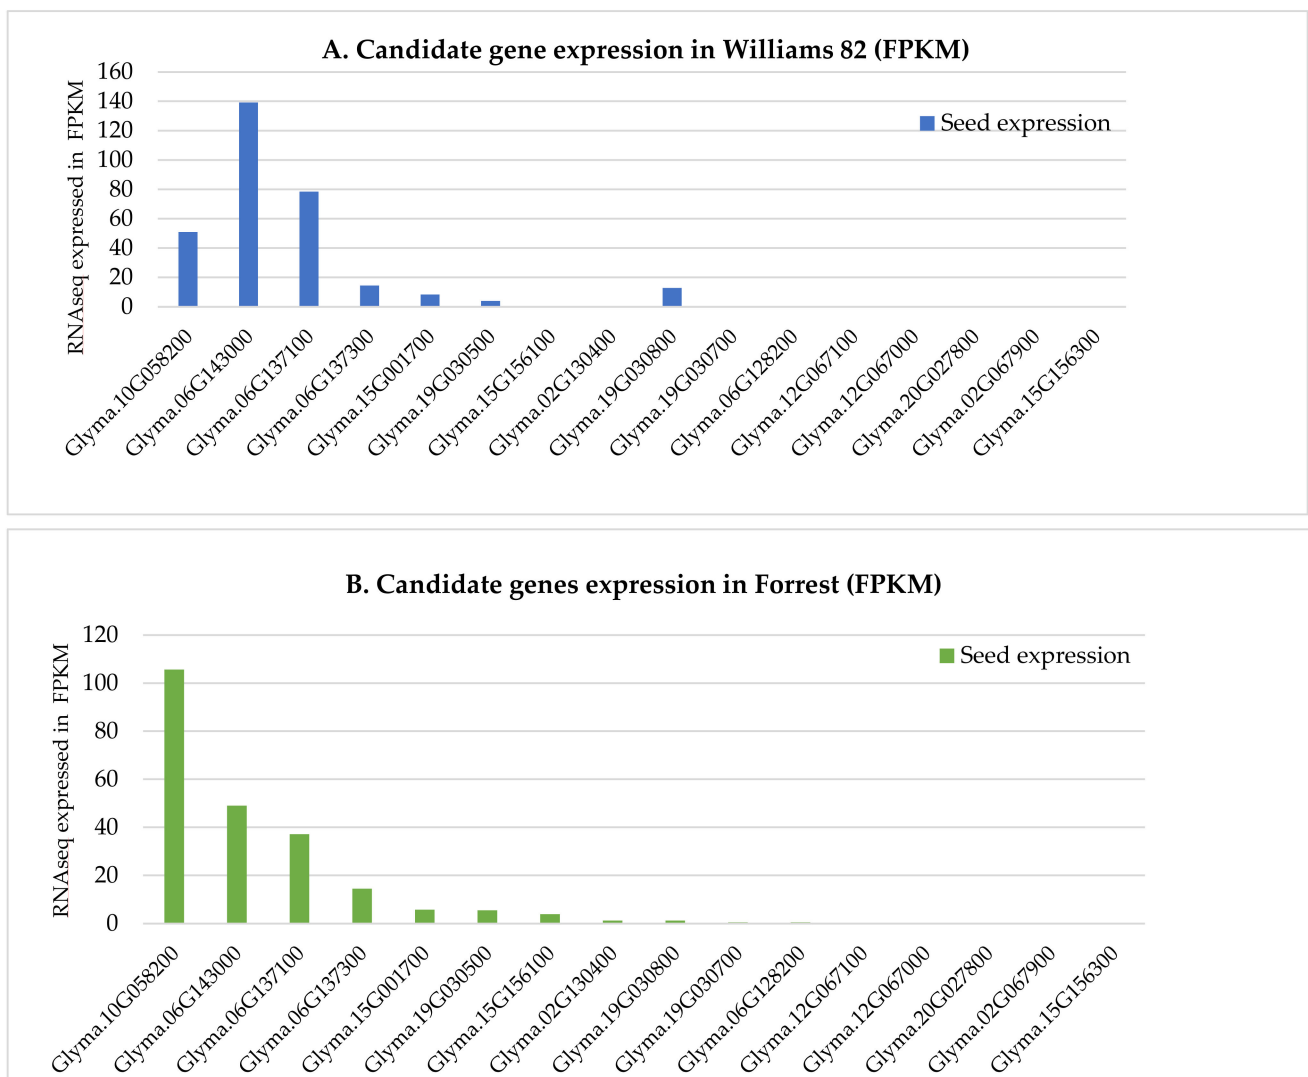 A. Candidate gene expression in Williams 82 (FPKM)
RNAseq expressed in FPKM
160
140
120
100
80
60
40
20
0
Seed expression
Glyma.10G058200
Glyma.06G143000
Glyma.06G137100
Glyma.06G137300
Glyma.15G001700
Glyma.19G030500
Glyma.15G156100
Glyma.02G130400
Glyma.19G030800
Glyma.19G030700
Glyma.06G128200
Glyma.12G067100
Glyma.12G067000
Glyma.20G027800
Glyma.02G067900
Glyma.15G156300
B. Candidate genes expression in Forrest (FPKM)
RNAseq expressed in FPKM
120
100
80
60
40
20
0
Seed expression
Glyma.10G058200
Glyma.06G143000
Glyma.06G137100
Glyma.06G137300
Glyma.15G001700
Glyma.19G030500
Glyma.15G156100
Glyma.02G130400
Glyma.19G030800
Glyma.19G030700
Glyma.06G128200
Glyma.12G067100
Glyma.12G067000
Glyma.20G027800
Glyma.02G067900
Glyma.15G156300